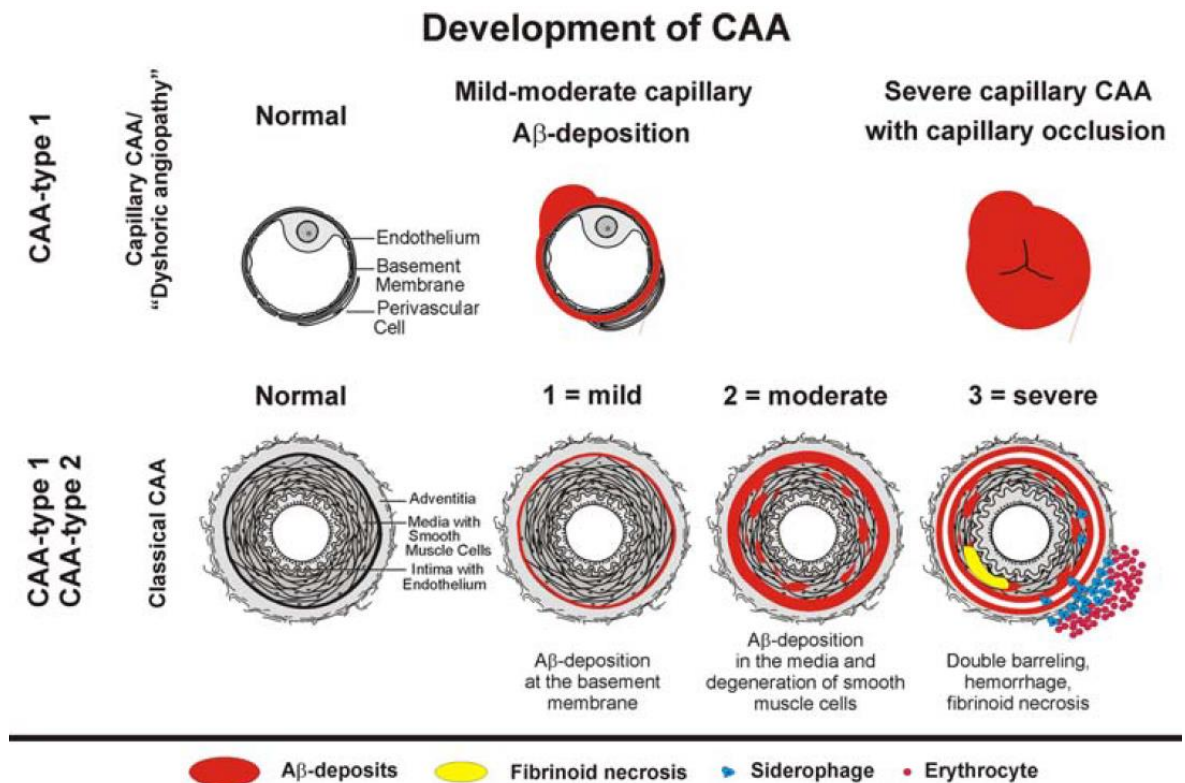 Development of CAA
CAA-type 1
Capillary CAA/
“Dyshoric angiopathy”
Normal
Mild-moderate capillary
Aβ-deposition
Severe capillary CAA
with capillary occlusion
Endothelium
Basement
Membrane
Perivascular
Cell
CAA-type 1
CAA-type 2
Classical CAA
Normal
1 = mild
2 = moderate
3 = severe
Adventitia
Media with
Smooth
Muscle Cells
Intima with
Endothelium
Aβ-deposition
at the basement
membrane
Aβ-deposition
in the media and
degeneration of smooth
muscle cells
Double barreling,
hemorrhage,
fibrinoid necrosis
Aβ-deposits
Fibrinoid necrosis
Siderophage
Erythrocyte